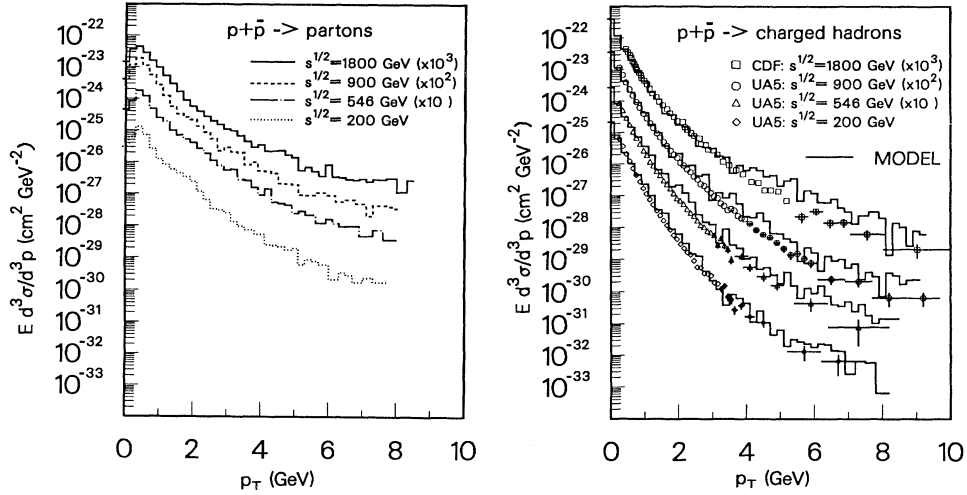 p+p̄ -> partons
s^1/2=1800 GeV (x10^3)
s^1/2= 900 GeV (x10^2)
s^1/2= 546 GeV (x10 )
s^1/2= 200 GeV
E d^3σ/d^3p (cm^2 GeV^-2)
10^-22
10^-23
10^-24
10^-25
10^-26
10^-27
10^-28
10^-29
10^-30
10^-31
10^-32
10^-33
0 2 4 6 8 10
p_T (GeV)
p+p̄ -> charged hadrons
CDF: s^1/2=1800 GeV (x10^3)
UA5: s^1/2= 900 GeV (x10^2)
UA5: s^1/2= 546 GeV (x10 )
UA5: s^1/2= 200 GeV
MODEL
E d^3σ/d^3p (cm^2 GeV^-2)
10^-22
10^-23
10^-24
10^-25
10^-26
10^-27
10^-28
10^-29
10^-30
10^-31
10^-32
10^-33
0 2 4 6 8 10
p_T (GeV)